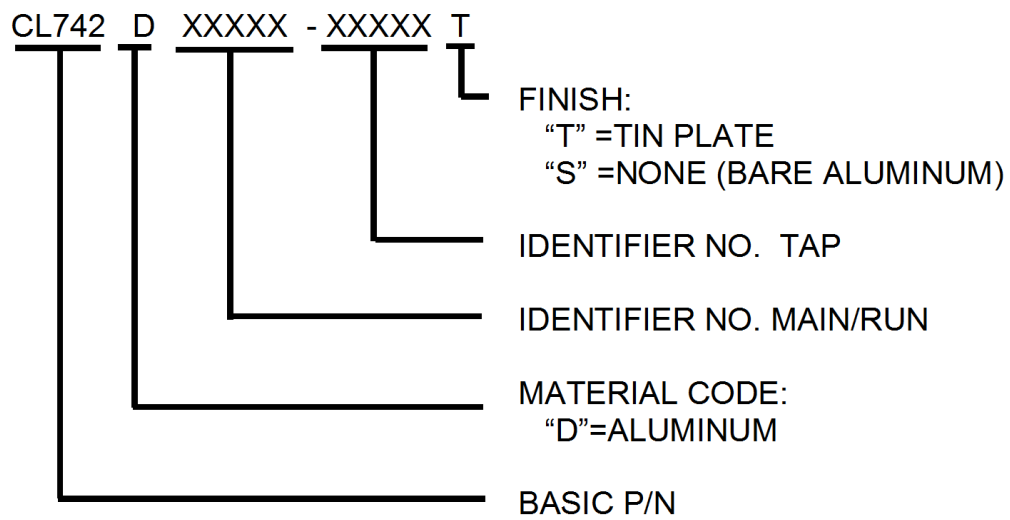 CL742 D XXXXX - XXXXX T
FINISH:
“T” =TIN PLATE
“S” =NONE (BARE ALUMINUM)
IDENTIFIER NO. TAP
IDENTIFIER NO. MAIN/RUN
MATERIAL CODE:
“D”=ALUMINUM
BASIC P/N